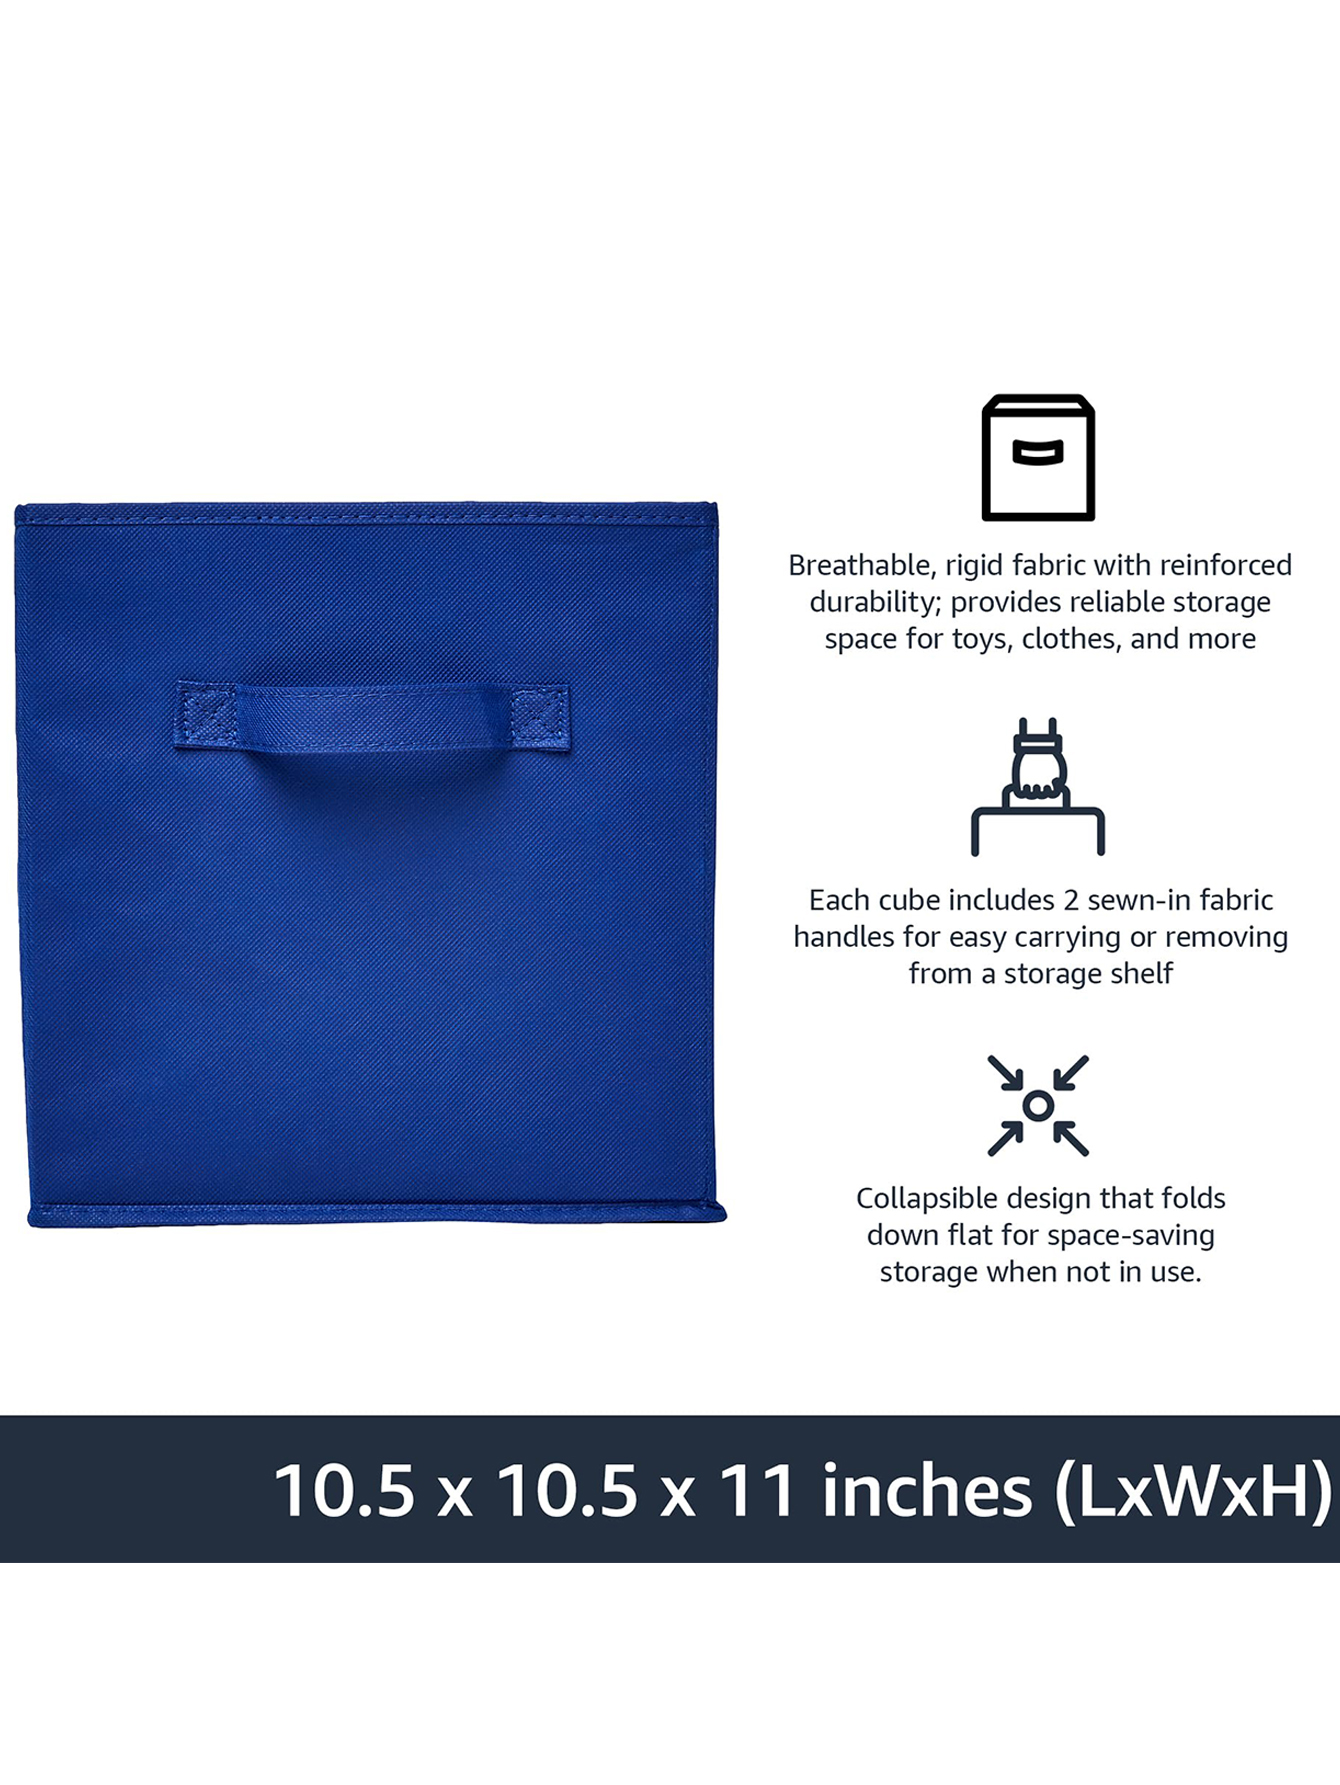 Breathable, rigid fabric with reinforced
durability; provides reliable storage
space for toys, clothes, and more
Each cube includes 2 sewn-in fabric
handles for easy carrying or removing
from a storage shelf
Collapsible design that folds
down flat for space-saving
storage when not in use.
10.5 x 10.5 x 11 inches (LxWxH)